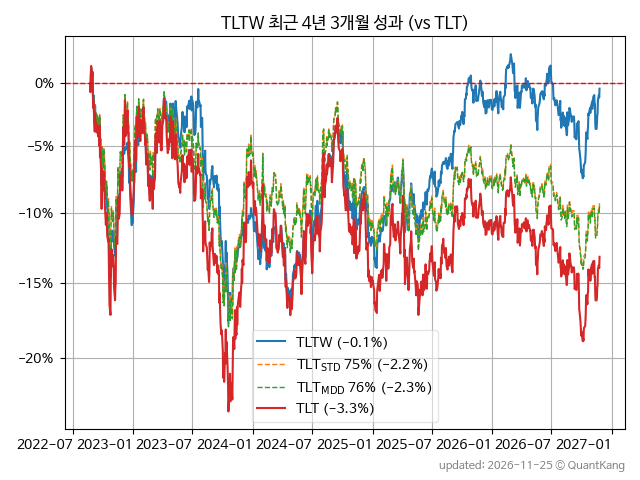 TLTW 최근 4년 3개월 성과 (vs TLT)
0%
−5%
−10%
−15%
−20%
TLTW (−0.1%)
TLTSTD 75% (−2.2%)
TLTMDD 76% (−2.3%)
TLT (−3.3%)
2022-07 2023-01 2023-07 2024-01 2024-07 2025-01 2025-07 2026-01 2026-07 2027-01
updated: 2026-11-25 © QuantKang